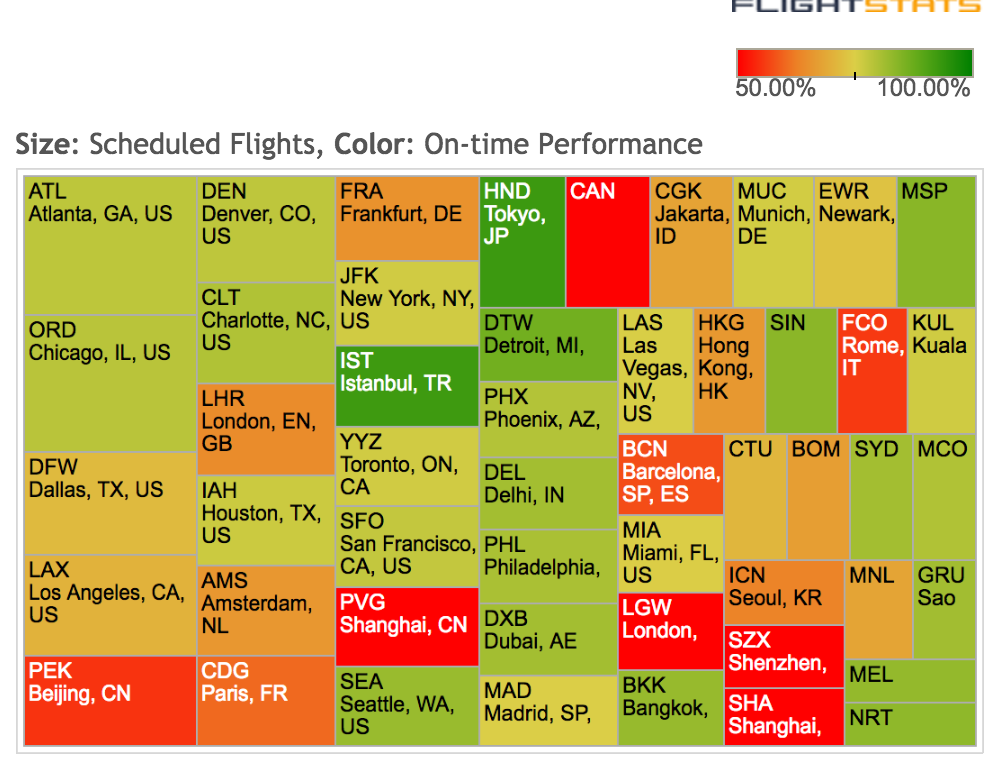 FLIGHTSTATS
50.00% 100.00%
Size: Scheduled Flights, Color: On-time Performance
ATL
Atlanta, GA, US
ORD
Chicago, IL, US
DFW
Dallas, TX, US
LAX
Los Angeles, CA,
US
PEK
Beijing, CN
DEN
Denver, CO,
US
CLT
Charlotte, NC,
US
LHR
London, EN,
GB
IAH
Houston, TX,
US
AMS
Amsterdam,
NL
CDG
Paris, FR
FRA
Frankfurt, DE
JFK
New York, NY,
US
IST
Istanbul, TR
YYZ
Toronto, ON,
CA
SFO
San Francisco,
CA, US
PVG
Shanghai, CN
SEA
Seattle, WA,
US
HND
Tokyo,
JP
CAN
CGK
Jakarta,
ID
MUC
Munich,
DE
EWR
Newark,
MSP
DTW
Detroit, MI,
PHX
Phoenix, AZ,
DEL
Delhi, IN
PHL
Philadelphia,
DXB
Dubai, AE
MAD
Madrid, SP,
LAS
Las
Vegas,
NV,
US
HKG
Hong
Kong,
HK
SIN
FCO
Rome,
IT
KUL
Kuala
BCN
Barcelona,
SP, ES
MIA
Miami, FL,
US
LGW
London,
BKK
Bangkok,
CTU
BOM
SYD
MCO
ICN
Seoul, KR
SZX
Shenzhen,
SHA
Shanghai,
MNL
GRU
Sao
MEL
NRT